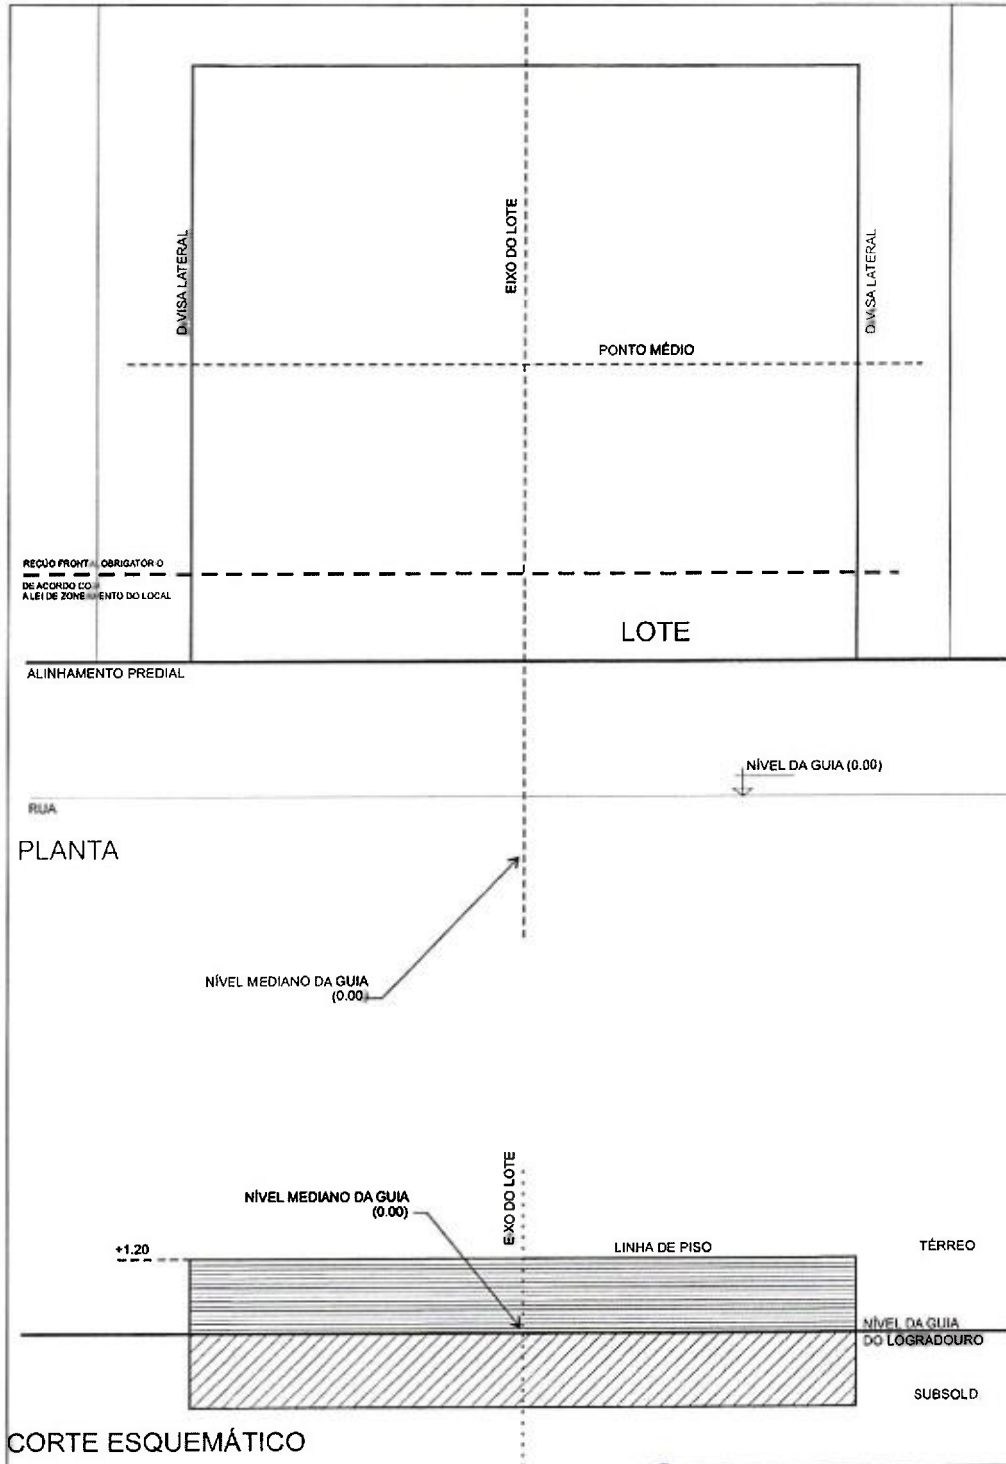 EIXO DO LOTE
DIVISA LATERAL
DIVISA LATERAL
PONTO MÉDIO
RECUO FRONTAL OBRIGATÓRIO
DE ACORDO COM
A LEI DE ZONEAMENTO DO LOCAL
LOTE
ALINHAMENTO PREDIAL
NÍVEL DA GUIA (0.00)
RUA
PLANTA
NÍVEL MEDIANO DA GUIA
(0.00)
EIXO DO LOTE
NÍVEL MEDIANO DA GUIA
(0.00)
+1.20
LINHA DE PISO
TÉRREO
NÍVEL DA GUIA
DO LOGRADOURO
SUBSOLO
CORTE ESQUEMÁTICO